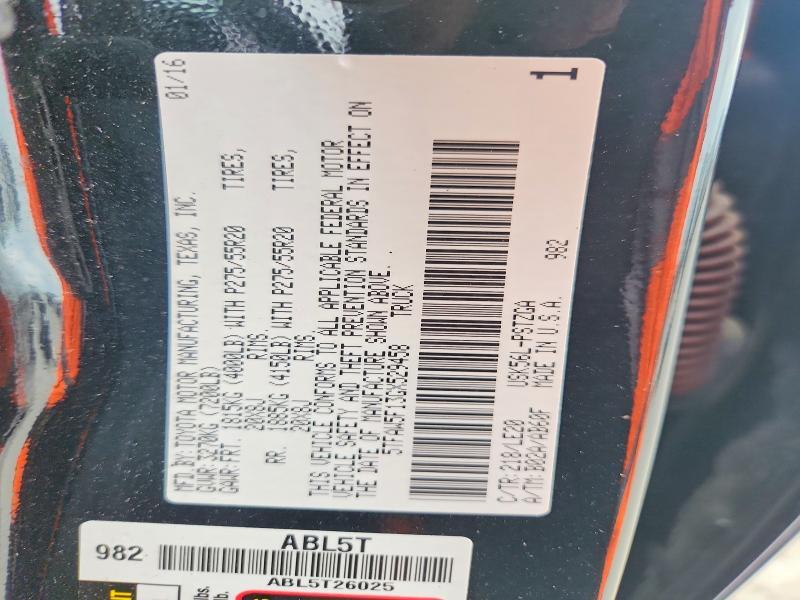 MFD BY: TOYOTA MOTOR MANUFACTURING, TEXAS, INC. 01/16
GVWR: 3270KG (7200LB)
GAWR: FRT. 1815KG (4000LB) WITH P275/55R20 TIRES,
20X8J RIMS.
RR. 1885KG (4150LB) WITH P275/55R20 TIRES,
20X8J RIMS.
THIS VEHICLE CONFORMS TO ALL APPLICABLE FEDERAL MOTOR
VEHICLE SAFETY AND THEFT PREVENTION STANDARDS IN EFFECT ON
THE DATE OF MANUFACTURE SHOWN ABOVE.
5TFAW5F13GX529458 TRUCK
C/TR: 218/LE20 USK56L-PSTZGA 982
A/TM: B02A/AB60F MADE IN U.S.A.
1
982 ABL5T
ABL5T26025
lbs.
lb.